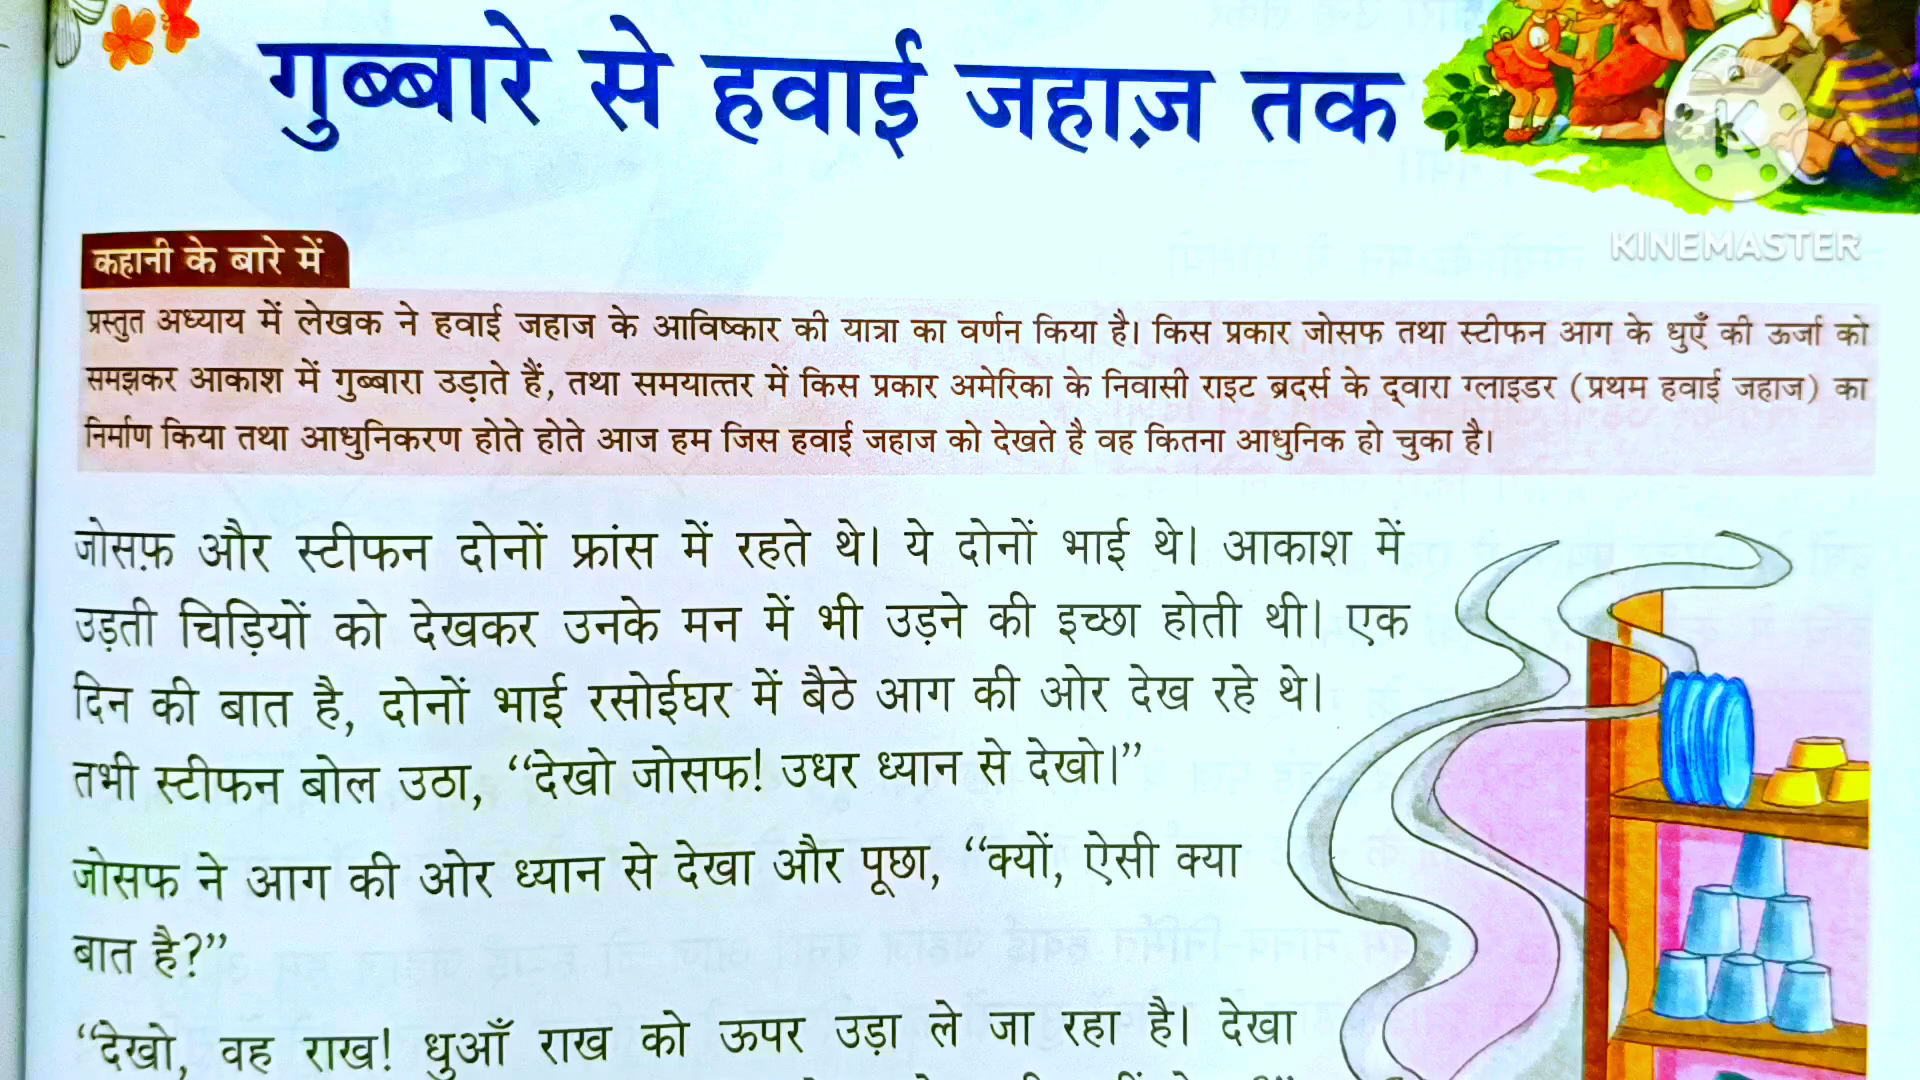 गुब्बारे से हवाई जहाज़ तक
KINEMASTER
कहानी के बारे में
प्रस्तुत अध्याय में लेखक ने हवाई जहाज के आविष्कार की यात्रा का वर्णन किया है। किस प्रकार जोसफ तथा स्टीफन आग के धुएँ की ऊर्जा को
समझकर आकाश में गुब्बारा उड़ाते हैं, तथा समयात्तर में किस प्रकार अमेरिका के निवासी राइट ब्रदर्स के द्वारा ग्लाइडर (प्रथम हवाई जहाज) का
निर्माण किया तथा आधुनिकरण होते होते आज हम जिस हवाई जहाज को देखते है वह कितना आधुनिक हो चुका है।
जोसफ़ और स्टीफन दोनों फ्रांस में रहते थे। ये दोनों भाई थे। आकाश में
उड़ती चिड़ियों को देखकर उनके मन में भी उड़ने की इच्छा होती थी। एक
दिन की बात है, दोनों भाई रसोईघर में बैठे आग की ओर देख रहे थे।
तभी स्टीफन बोल उठा, “देखो जोसफ! उधर ध्यान से देखो।”
जोसफ ने आग की ओर ध्यान से देखा और पूछा, “क्यों, ऐसी क्या
बात है?”
“देखो, वह राख! धुआँ राख को ऊपर उड़ा ले जा रहा है। देखा